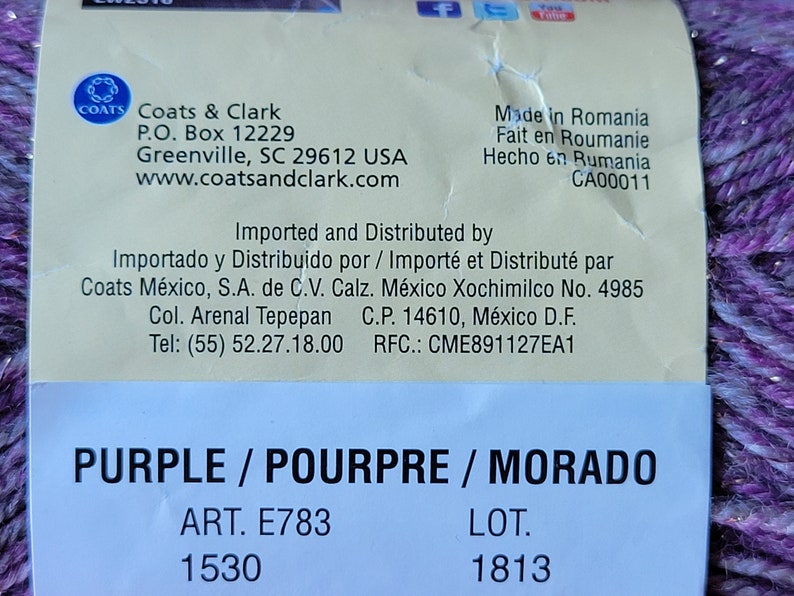 f
You
Tube
COATS
Coats & Clark
P.O. Box 12229
Greenville, SC 29612 USA
www.coatsandclark.com
Made in Romania
Fait en Roumanie
Hecho en Rumania
CA00011
Imported and Distributed by
Importado y Distribuido por / Importé et Distributé par
Coats México, S.A. de C.V. Calz. México Xochimilco No. 4985
Col. Arenal Tepepan C.P. 14610, México D.F.
Tel: (55) 52.27.18.00 RFC.: CME891127EA1
PURPLE / POURPRE / MORADO
ART. E783 LOT.
1530 1813